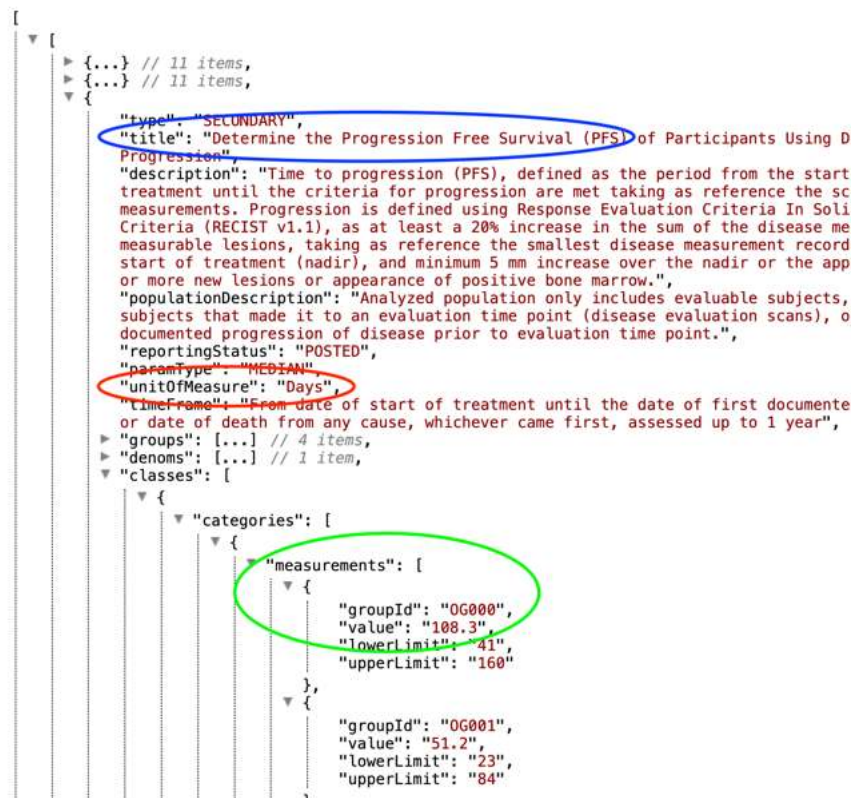 [
[
{...} // 11 items,
{...} // 11 items,
{
"type": "SECONDARY",
"title": "Determine the Progression Free Survival (PFS) of Participants Using D
Progression",
"description": "Time to progression (PFS), defined as the period from the start
treatment until the criteria for progression are met taking as reference the sc
measurements. Progression is defined using Response Evaluation Criteria In Soli
Criteria (RECIST v1.1), as at least a 20% increase in the sum of the disease me
measurable lesions, taking as reference the smallest disease measurement record
start of treatment (nadir), and minimum 5 mm increase over the nadir or the app
or more new lesions or appearance of positive bone marrow.",
"populationDescription": "Analyzed population only includes evaluable subjects,
subjects that made it to an evaluation time point (disease evaluation scans), o
documented progression of disease prior to evaluation time point.",
"reportingStatus": "POSTED",
"paramType": "MEDIAN",
"unitOfMeasure": "Days",
"timeFrame": "From date of start of treatment until the date of first documente
or date of death from any cause, whichever came first, assessed up to 1 year",
"groups": [...] // 4 items,
"denoms": [...] // 1 item,
"classes": [
{
"categories": [
{
"measurements": [
{
"groupId": "OG000",
"value": "108.3",
"lowerLimit": "41",
"upperLimit": "160"
},
{
"groupId": "OG001",
"value": "51.2",
"lowerLimit": "23",
"upperLimit": "84"